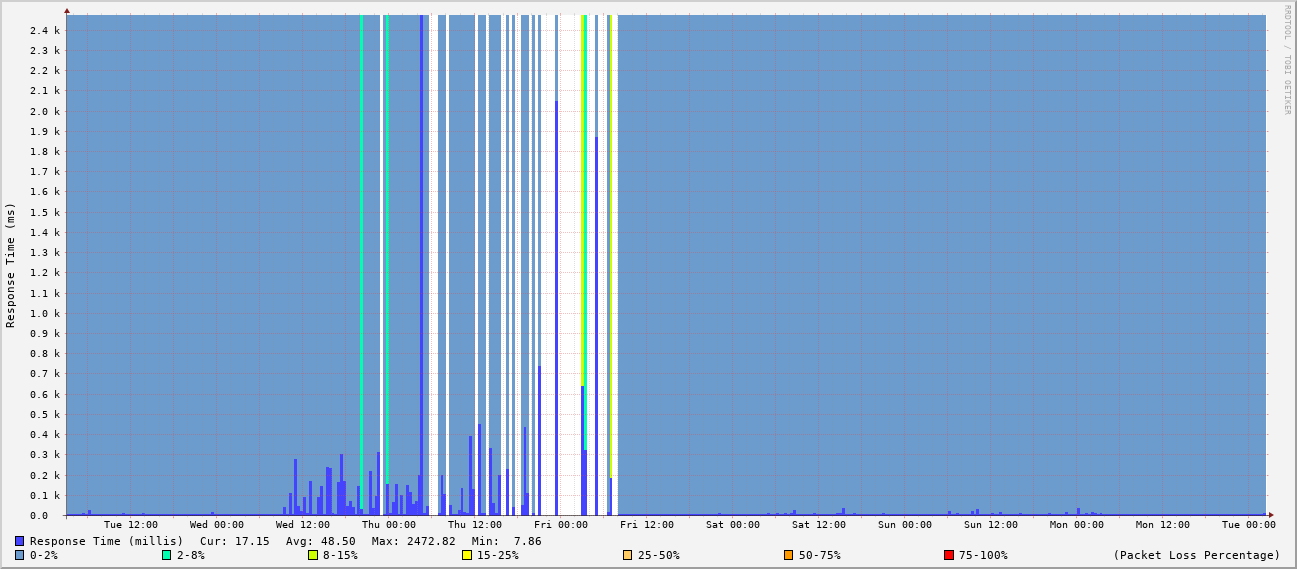 RRDTOOL / TOBI OETIKER
Response Time (ms)
2.4 k
2.3 k
2.2 k
2.1 k
2.0 k
1.9 k
1.8 k
1.7 k
1.6 k
1.5 k
1.4 k
1.3 k
1.2 k
1.1 k
1.0 k
0.9 k
0.8 k
0.7 k
0.6 k
0.5 k
0.4 k
0.3 k
0.2 k
0.1 k
0.0
Tue 12:00 Wed 00:00 Wed 12:00 Thu 00:00 Thu 12:00 Fri 00:00 Fri 12:00 Sat 00:00 Sat 12:00 Sun 00:00 Sun 12:00 Mon 00:00 Mon 12:00 Tue 00:00
Response Time (millis) Cur: 17.15 Avg: 48.50 Max: 2472.82 Min: 7.86
0-2% 2-8% 8-15% 15-25% 25-50% 50-75% 75-100% (Packet Loss Percentage)